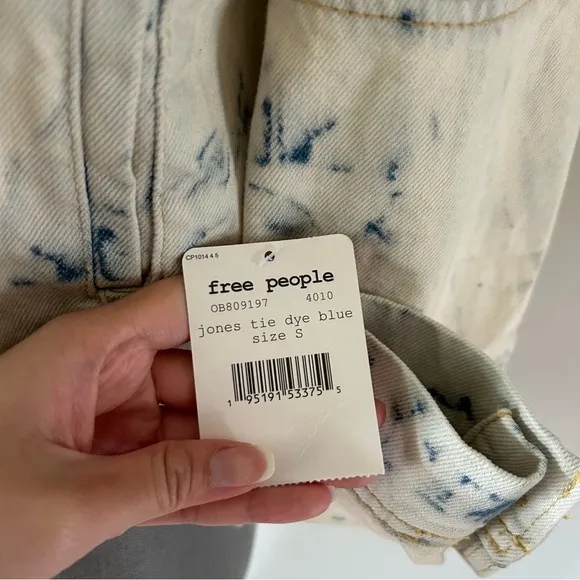 CP1014 4 5
free people
OB809197 4010
jones tie dye blue
size S
1 95191 53375 5